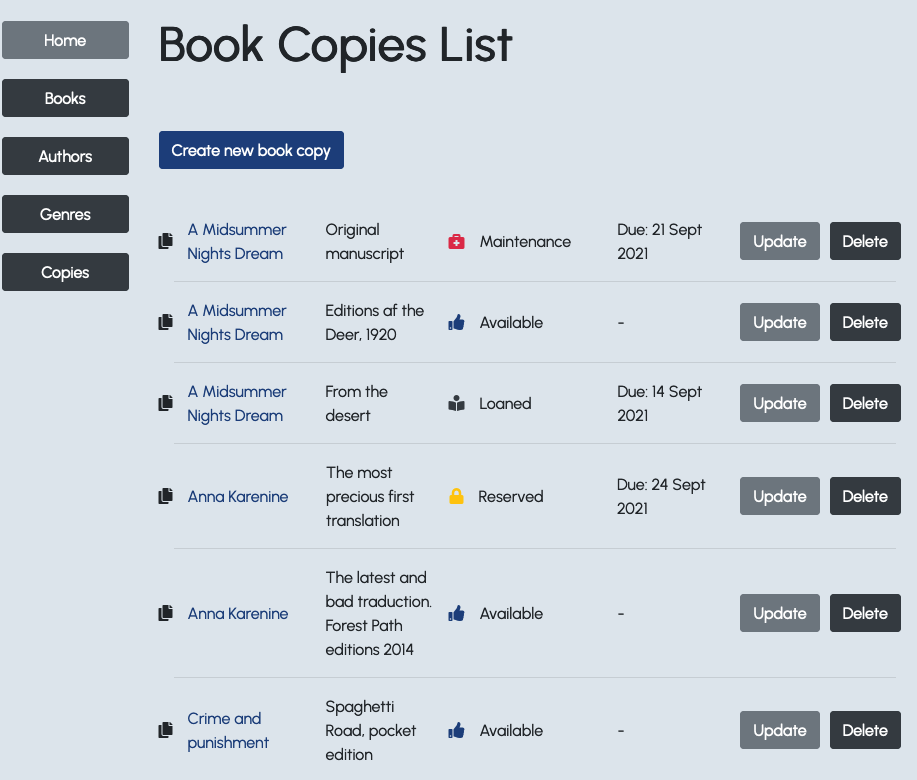 Home
Books
Authors
Genres
Copies
Book Copies List
Create new book copy
A Midsummer
Nights Dream
Original
manuscript
Maintenance
Due: 21 Sept
2021
Update
Delete
A Midsummer
Nights Dream
Editions af the
Deer, 1920
Available
-
Update
Delete
A Midsummer
Nights Dream
From the
desert
Loaned
Due: 14 Sept
2021
Update
Delete
Anna Karenine
The most
precious first
translation
Reserved
Due: 24 Sept
2021
Update
Delete
Anna Karenine
The latest and
bad traduction.
Forest Path
editions 2014
Available
-
Update
Delete
Crime and
punishment
Spaghetti
Road, pocket
edition
Available
-
Update
Delete